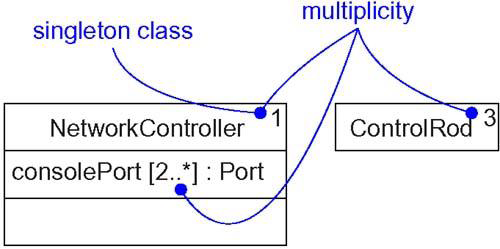 multiplicity
singleton class
1
3
NetworkController
ControlRod
consolePort [2..*] : Port